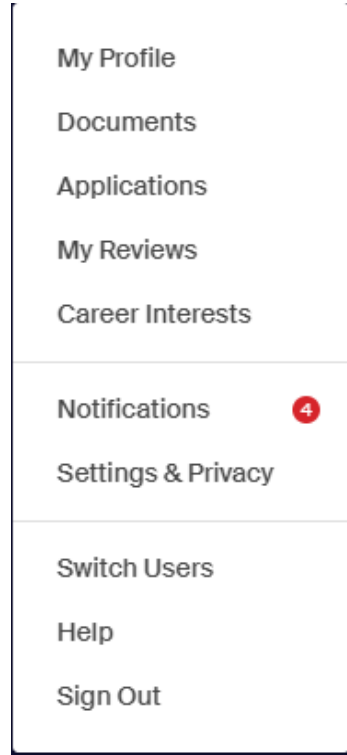 My Profile
Documents
Applications
My Reviews
Career Interests
Notifications 4
Settings & Privacy
Switch Users
Help
Sign Out